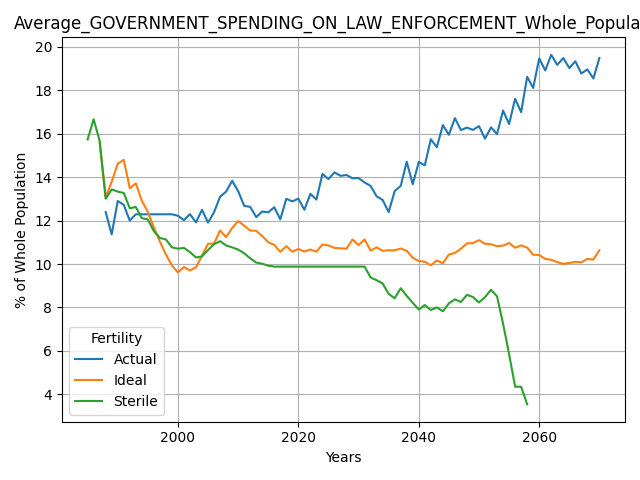 Average_GOVERNMENT_SPENDING_ON_LAW_ENFORCEMENT_Whole_Popula
% of Whole Population
20
18
16
14
12
10
8
6
4
Fertility
Actual
Ideal
Sterile
2000 2020 2040 2060
Years